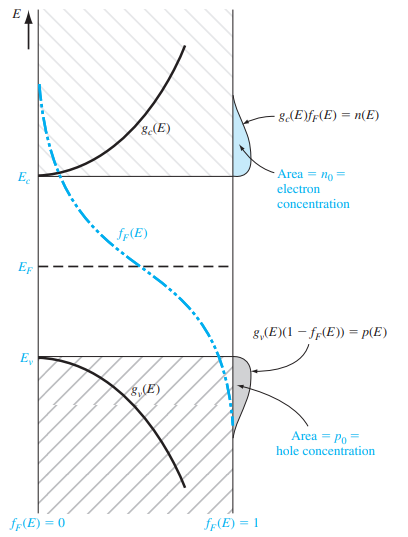 E
g_c(E)f_F(E) = n(E)
g_c(E)
E_c
Area = n_0 =
electron
concentration
f_F(E)
E_F
g_v(E)(1 − f_F(E)) = p(E)
E_v
g_v(E)
Area = p_0 =
hole concentration
f_F(E) = 0
f_F(E) = 1